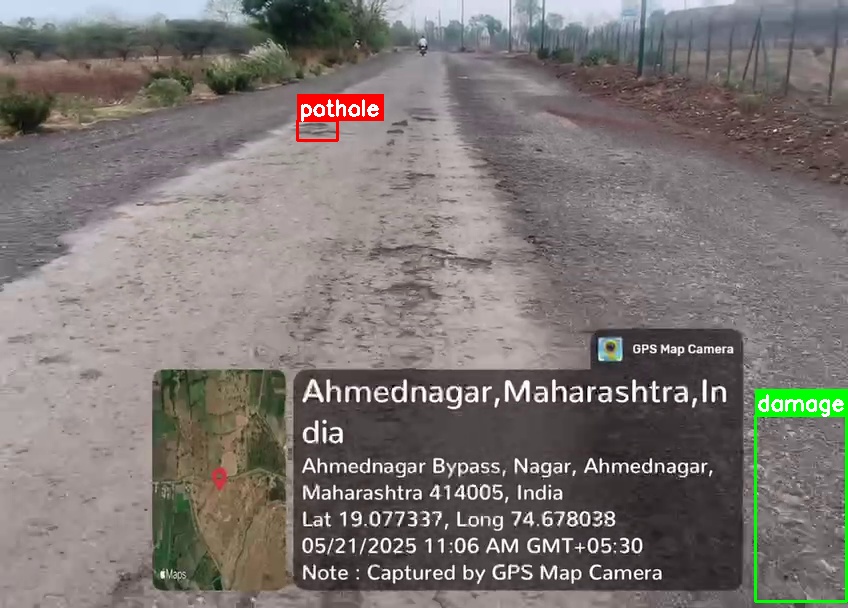 pothole
GPS Map Camera
damage
Ahmednagar,Maharashtra,In
dia
Ahmednagar Bypass, Nagar, Ahmednagar,
Maharashtra 414005, India
Lat 19.077337, Long 74.678038
05/21/2025 11:06 AM GMT+05:30
Note : Captured by GPS Map Camera
Maps